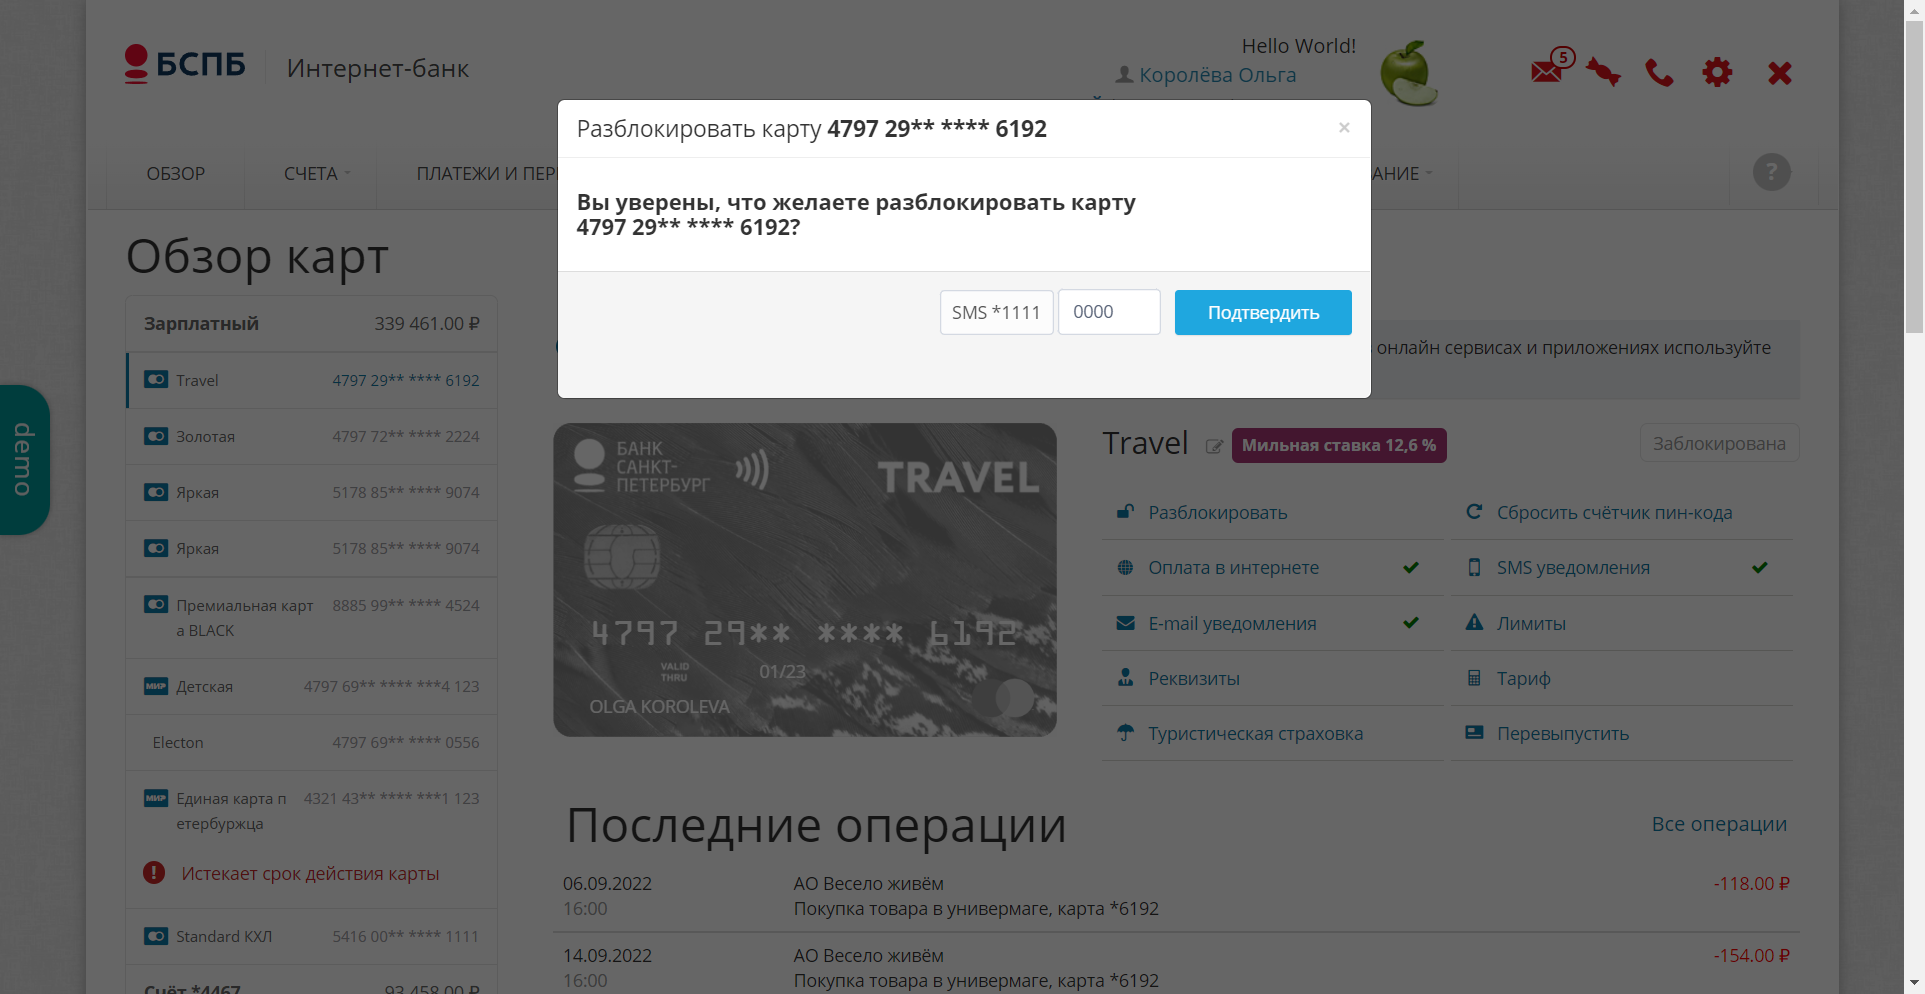 БСПБ
Интернет-банк
Hello World!
Королёва Ольга
5
Разблокировать карту 4797 29** **** 6192
×
ОБЗОР
СЧЕТА
ПЛАТЕЖИ И ПЕР
АНИЕ
?
Вы уверены, что желаете разблокировать карту
4797 29** **** 6192?
SMS *1111
0000
Подтвердить
Обзор карт
Зарплатный 339 461.00 ₽
Travel 4797 29** **** 6192
Золотая 4797 72** **** 2224
Яркая 5178 85** **** 9074
Яркая 5178 85** **** 9074
Премиальная карт 8885 99** **** 4524
а BLACK
МИР Детская 4797 69** **** ***4 123
Electon 4797 69** **** 0556
МИР Единая карта п 4321 43** **** ***1 123
етербуржца
Истекает срок действия карты
Standard КХЛ 5416 00** **** 1111
Счёт *4467 93 458.00 ₽
demo
онлайн сервисах и приложениях используйте
БАНК
САНКТ-
ПЕТЕРБУРГ
TRAVEL
4797 29** **** 6192
VALID
THRU
01/23
OLGA KOROLEVA
Travel
Мильная ставка 12,6 %
Заблокирована
Разблокировать
Сбросить счётчик пин-кода
Оплата в интернете
SMS уведомления
E-mail уведомления
Лимиты
Реквизиты
Тариф
Туристическая страховка
Перевыпустить
Последние операции
Все операции
06.09.2022 АО Весело живём -118.00 ₽
16:00 Покупка товара в универмаге, карта *6192
14.09.2022 АО Весело живём -154.00 ₽
16:00 Покупка товара в универмаге, карта *6192